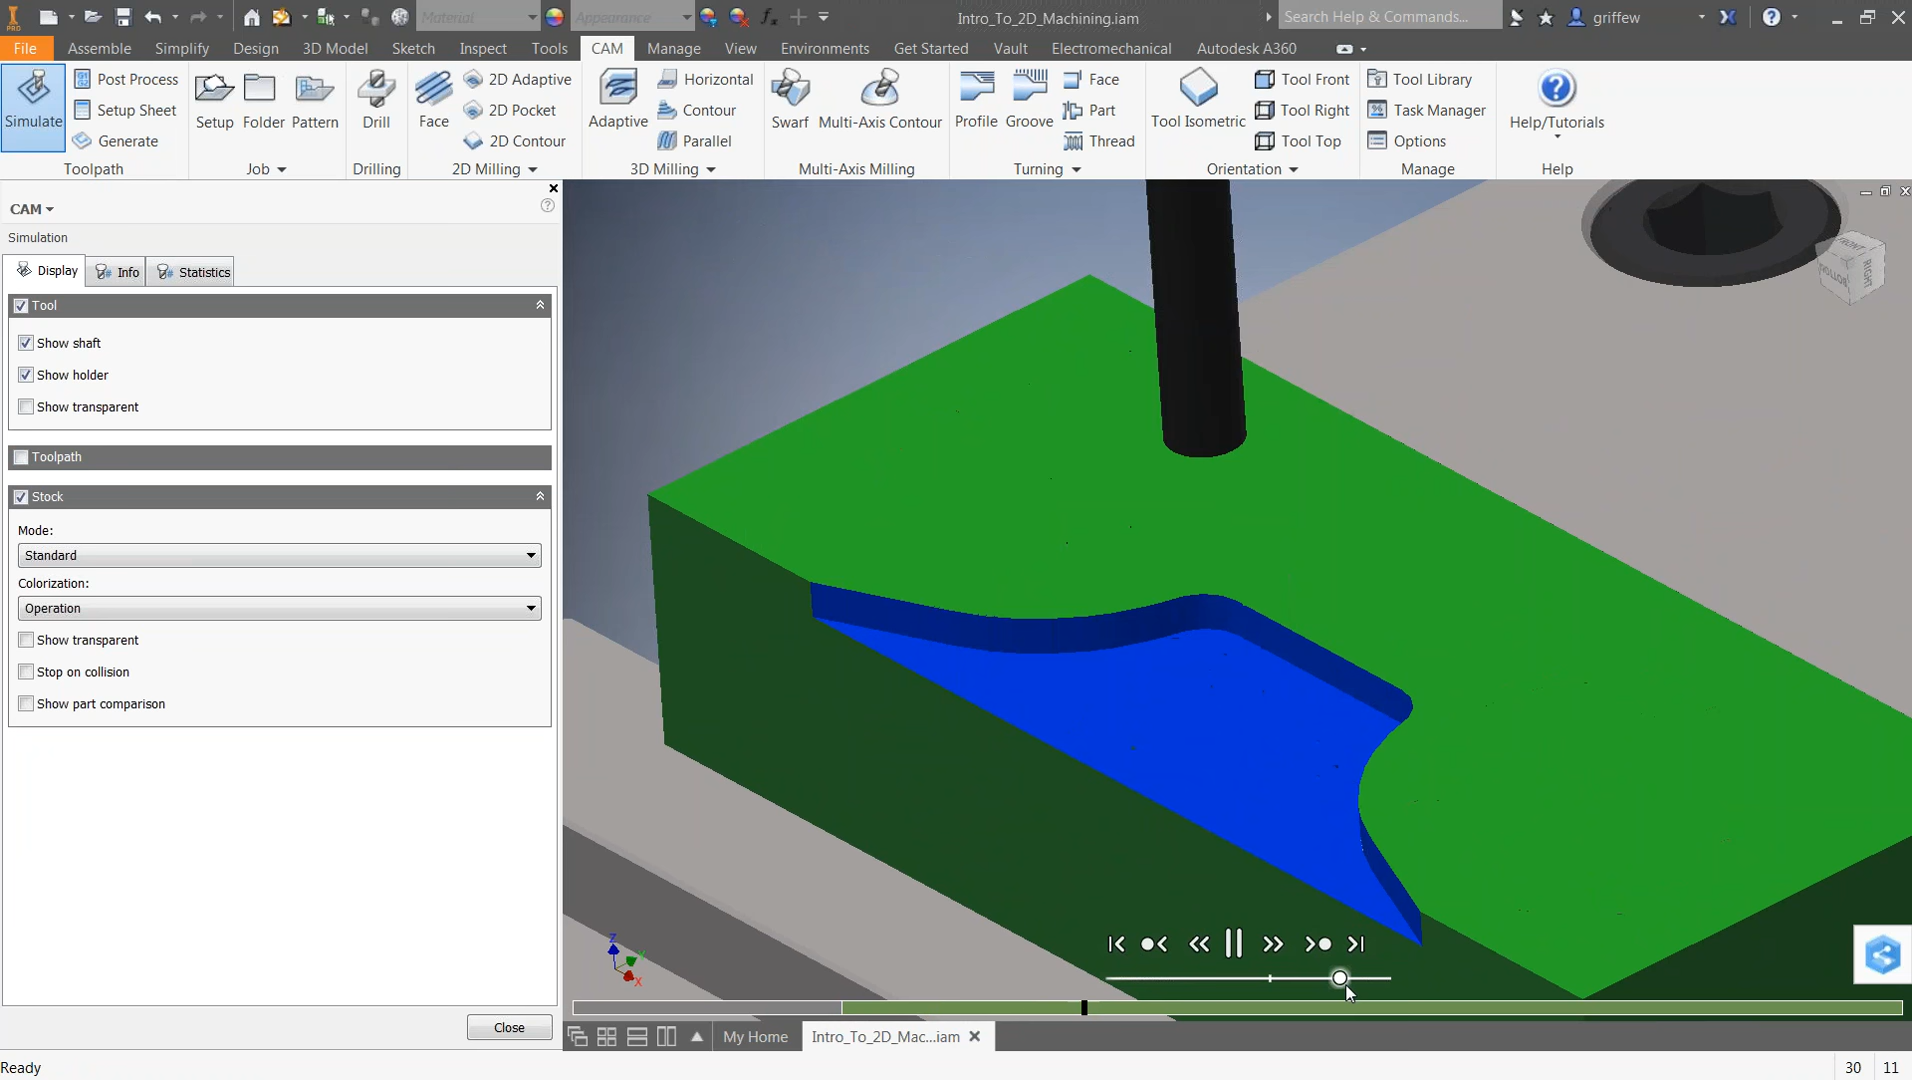 PRO
Material
Appearance
Intro_To_2D_Machining.iam
Search Help & Commands...
griffew
File Assemble Simplify Design 3D Model Sketch Inspect Tools CAM Manage View Environments Get Started Vault Electromechanical Autodesk A360
Simulate
Post Process
Setup Sheet
Generate
Toolpath
Setup
Folder
Pattern
Job
Drill
Drilling
Face
2D Adaptive
2D Pocket
2D Contour
2D Milling
Adaptive
Horizontal
Contour
Parallel
3D Milling
Swarf
Multi-Axis Contour
Multi-Axis Milling
Profile
Groove
Face
Part
Thread
Turning
Tool Isometric
Tool Front
Tool Right
Tool Top
Orientation
Tool Library
Task Manager
Options
Manage
Help/Tutorials
Help
CAM
Simulation
Display
Info
Statistics
Tool
Show shaft
Show holder
Show transparent
Toolpath
Stock
Mode:
Standard
Colorization:
Operation
Show transparent
Stop on collision
Show part comparison
Close
FRONT
RIGHT
BOTTOM
Z
X
My Home
Intro_To_2D_Mac...iam
Ready
30 11